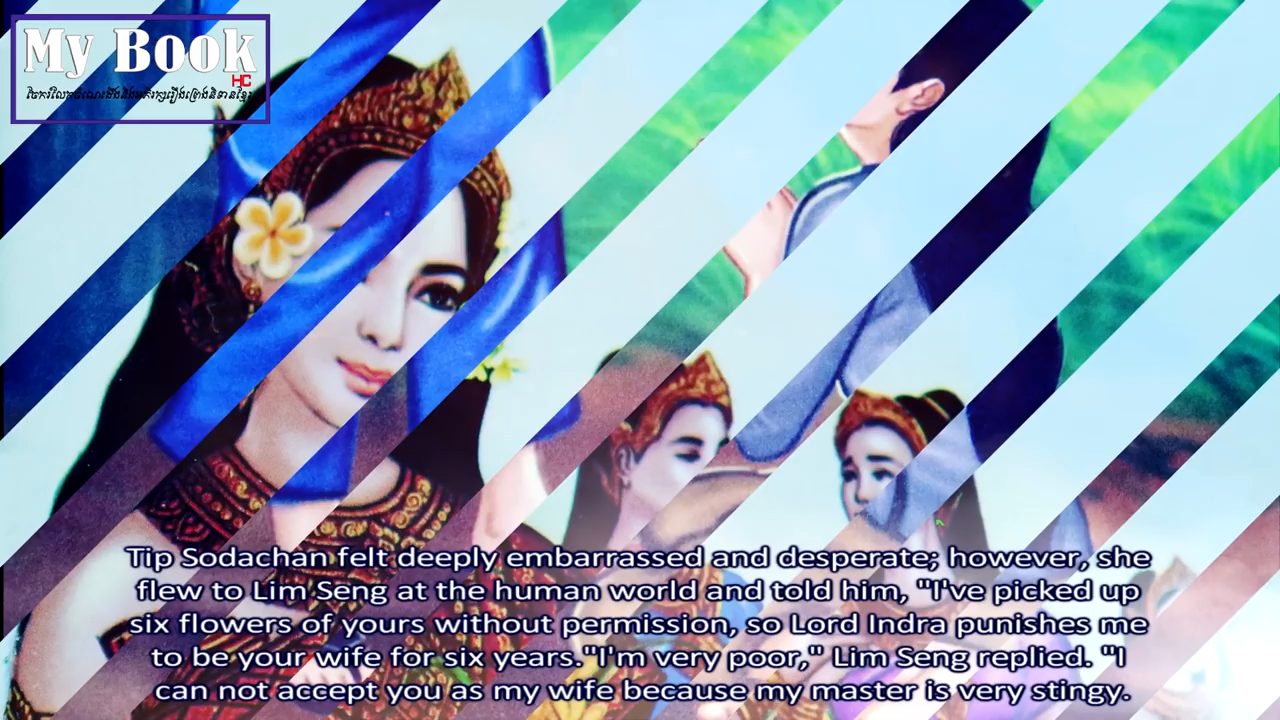 My Book
HC
Tip Sodachan felt deeply embarrassed and desperate; however, she
flew to Lim Seng at the human world and told him, "I've picked up
six flowers of yours without permission, so Lord Indra punishes me
to be your wife for six years."I'm very poor," Lim Seng replied. "I
can not accept you as my wife because my master is very stingy.